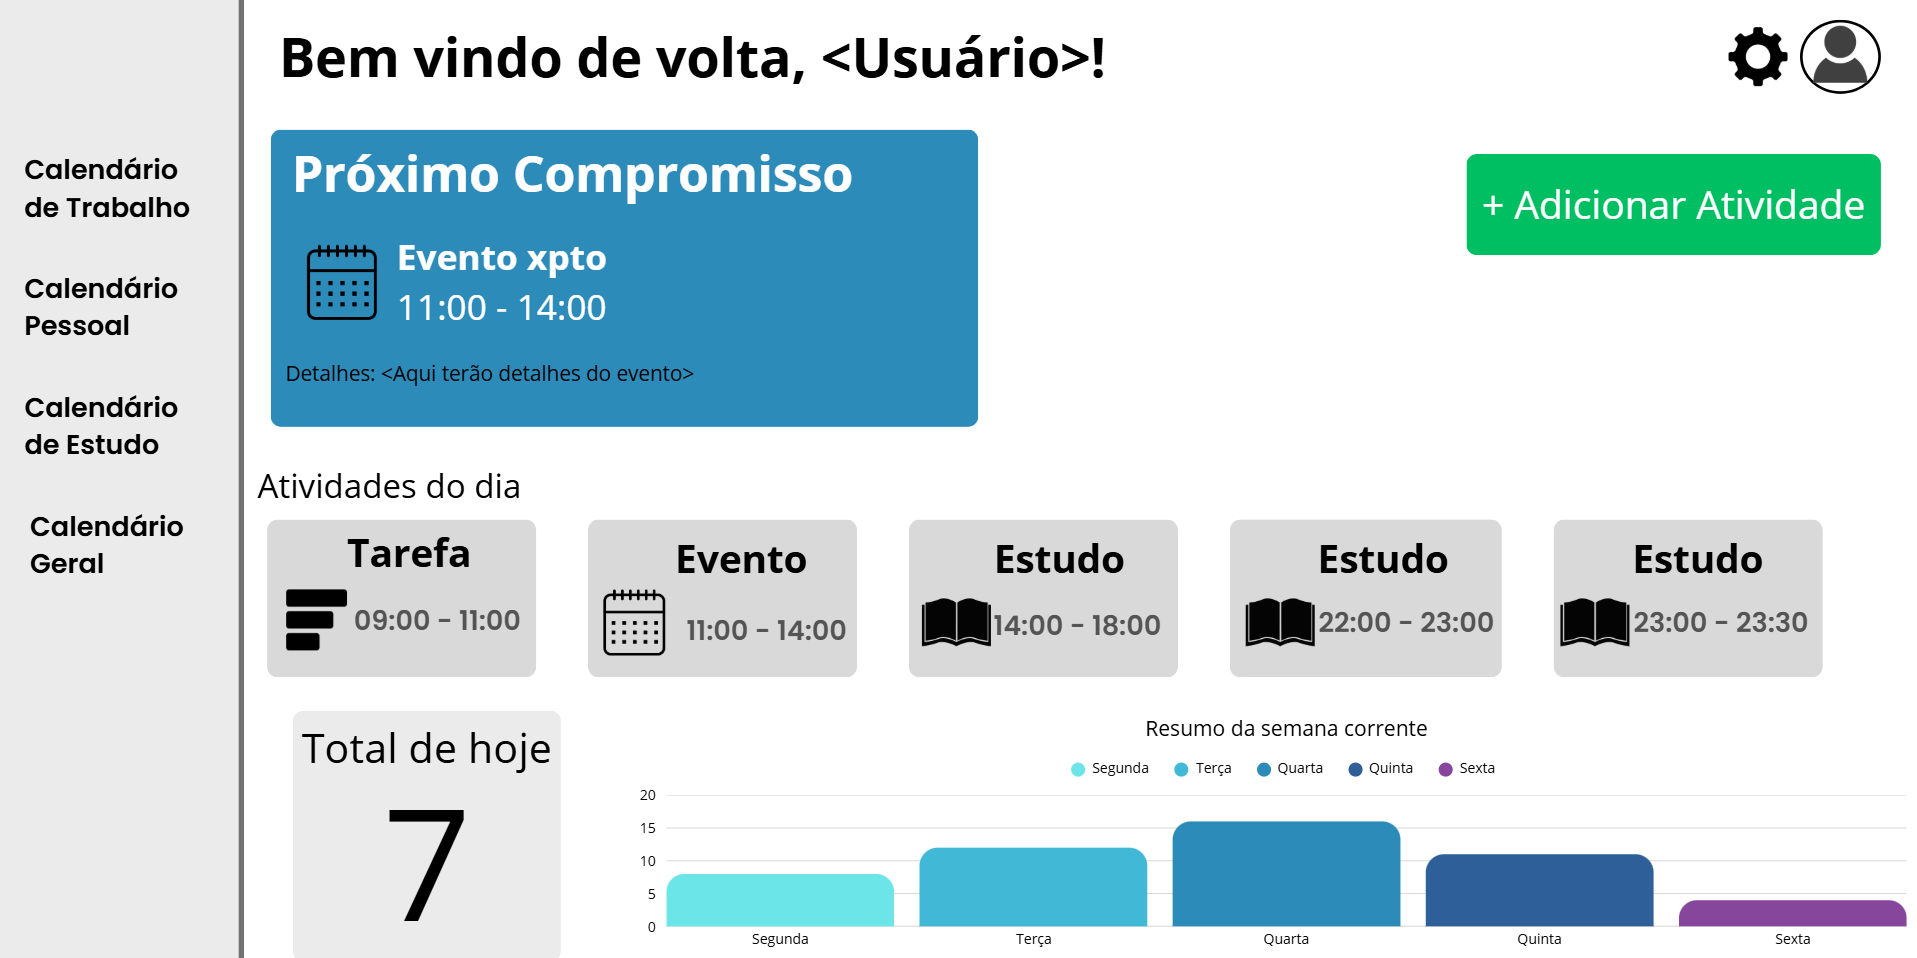 Bem vindo de volta, <Usuário>!
Calendário
de Trabalho
Calendário
Pessoal
Calendário
de Estudo
Calendário
Geral
Próximo Compromisso
Evento xpto
11:00 - 14:00
Detalhes: <Aqui terão detalhes do evento>
+ Adicionar Atividade
Atividades do dia
Tarefa
09:00 - 11:00
Evento
11:00 - 14:00
Estudo
14:00 - 18:00
Estudo
22:00 - 23:00
Estudo
23:00 - 23:30
Total de hoje
7
Resumo da semana corrente
Segunda Terça Quarta Quinta Sexta
20
15
10
5
0
Segunda Terça Quarta Quinta Sexta